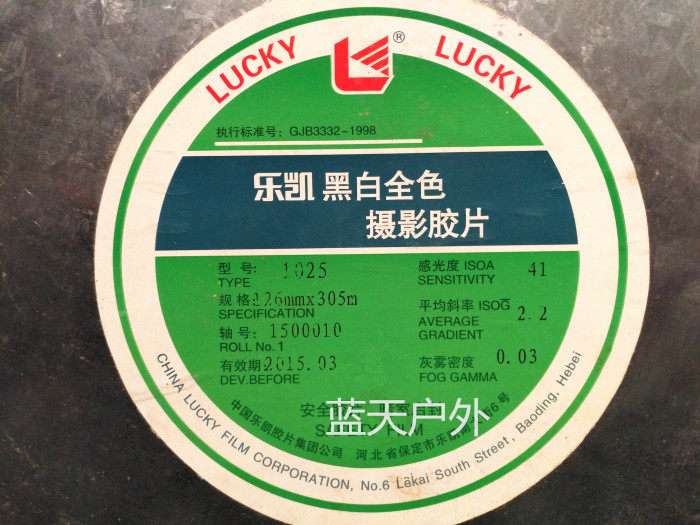 LUCKY ® LUCKY
执行标准号: GJB3332-1998
乐凯 黑白全色
摄影胶片
型 号: 1025
TYPE
规 格: 126mmx305m
SPECIFICATION
轴 号: 1500010
ROLL No.1
有效期 2015.03
DEV.BEFORE
感光度 ISOA 41
SENSITIVITY
平均斜率 ISOG 2.2
AVERAGE
GRADIENT
灰雾密度 0.03
FOG GAMMA
安全
蓝天户外
FILM
中国乐凯胶片集团公司 河北省保定市乐凯南 6号
CHINA LUCKY FILM CORPORATION, No.6 Lekai South Street, Baoding, Hebei